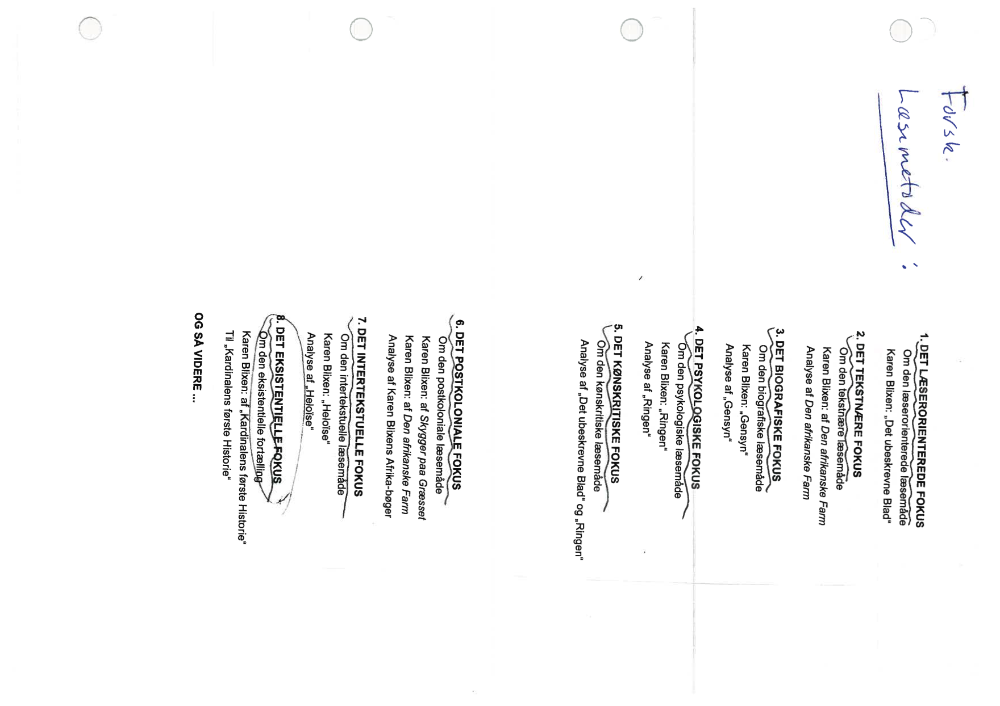 Forsk.
Læsemetoder :
1. DET LÆSERORIENTEREDE FOKUS
Om den læserorienterede læsemåde
Karen Blixen: „Det ubeskrevne Blad“
2. DET TEKSTNÆRE FOKUS
Om den tekstnære læsemåde
Karen Blixen: af Den afrikanske Farm
Analyse af Den afrikanske Farm
3. DET BIOGRAFISKE FOKUS
Om den biografiske læsemåde
Karen Blixen: „Gensyn“
Analyse af „Gensyn“
4. DET PSYKOLOGISKE FOKUS
Om den psykologiske læsemåde
Karen Blixen: „Ringen“
Analyse af „Ringen“
5. DET KØNSKRITISKE FOKUS
Om den kønskritiske læsemåde
Analyse af „Det ubeskrevne Blad“ og „Ringen“
6. DET POSTKOLONIALE FOKUS
Om den postkoloniale læsemåde
Karen Blixen: af Skygger paa Græsset
Karen Blixen: af Den afrikanske Farm
Analyse af Karen Blixens Afrika-bøger
7. DET INTERTEKSTUELLE FOKUS
Om den intertekstuelle læsemåde
Karen Blixen: „Heloïse“
Analyse af „Heloïse“
8. DET EKSISTENTIELLE FOKUS
Om den eksistentielle fortælling
Karen Blixen: af „Kardinalens første Historie“
Til „Kardinalens første Historie“
OG SÅ VIDERE ...